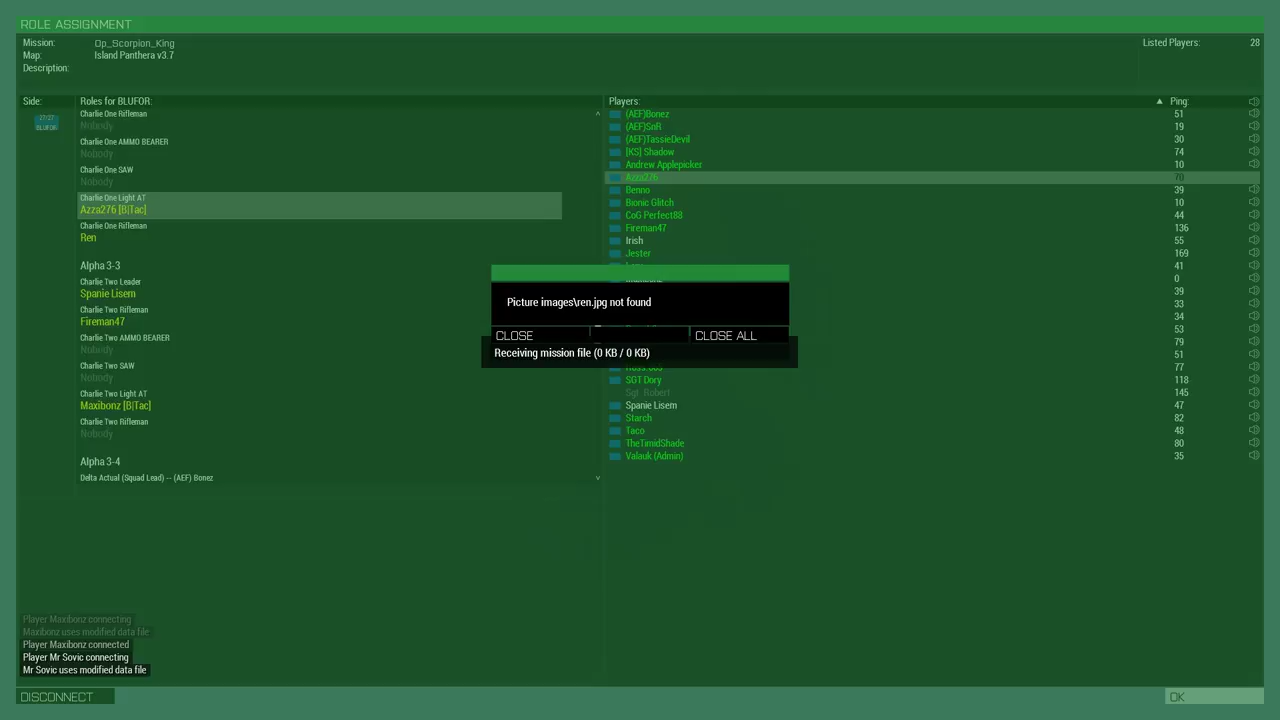 ROLE ASSIGNMENT
Mission: Op_Scorpion_King
Map: Island Panthera v3.7
Description:
Listed Players: 28
Side:
27/27
BLUFOR
Roles for BLUFOR:
Charlie One Rifleman
Nobody
Charlie One AMMO BEARER
Nobody
Charlie One SAW
Nobody
Charlie One Light AT
Azza276 [B|Tac]
Charlie One Rifleman
Ren
Alpha 3-3
Charlie Two Leader
Spanie Lisem
Charlie Two Rifleman
Fireman47
Charlie Two AMMO BEARER
Nobody
Charlie Two SAW
Nobody
Charlie Two Light AT
Maxibonz [B|Tac]
Charlie Two Rifleman
Nobody
Alpha 3-4
Delta Actual (Squad Lead) -- (AEF) Bonez
Players: Ping:
(AEF)Bonez 51
(AEF)SnR 19
(AEF)TassieDevil 30
[KS] Shadow 74
Andrew Applepicker 10
Azza276 70
Benno 39
Bionic Glitch 10
CoG Perfect88 44
Fireman47 136
Irish 55
Jester 169
41
0
39
33
34
53
79
51
77
SGT Dory 118
Sgt_Robert 145
Spanie Lisem 47
Starch 82
Taco 48
TheTimidShade 80
Valauk (Admin) 35
Picture images\ren.jpg not found
CLOSE
CLOSE ALL
Receiving mission file (0 KB / 0 KB)
Player Maxibonz connecting
Maxibonz uses modified data file
Player Maxibonz connected
Player Mr Sovic connecting
Mr Sovic uses modified data file
DISCONNECT
OK